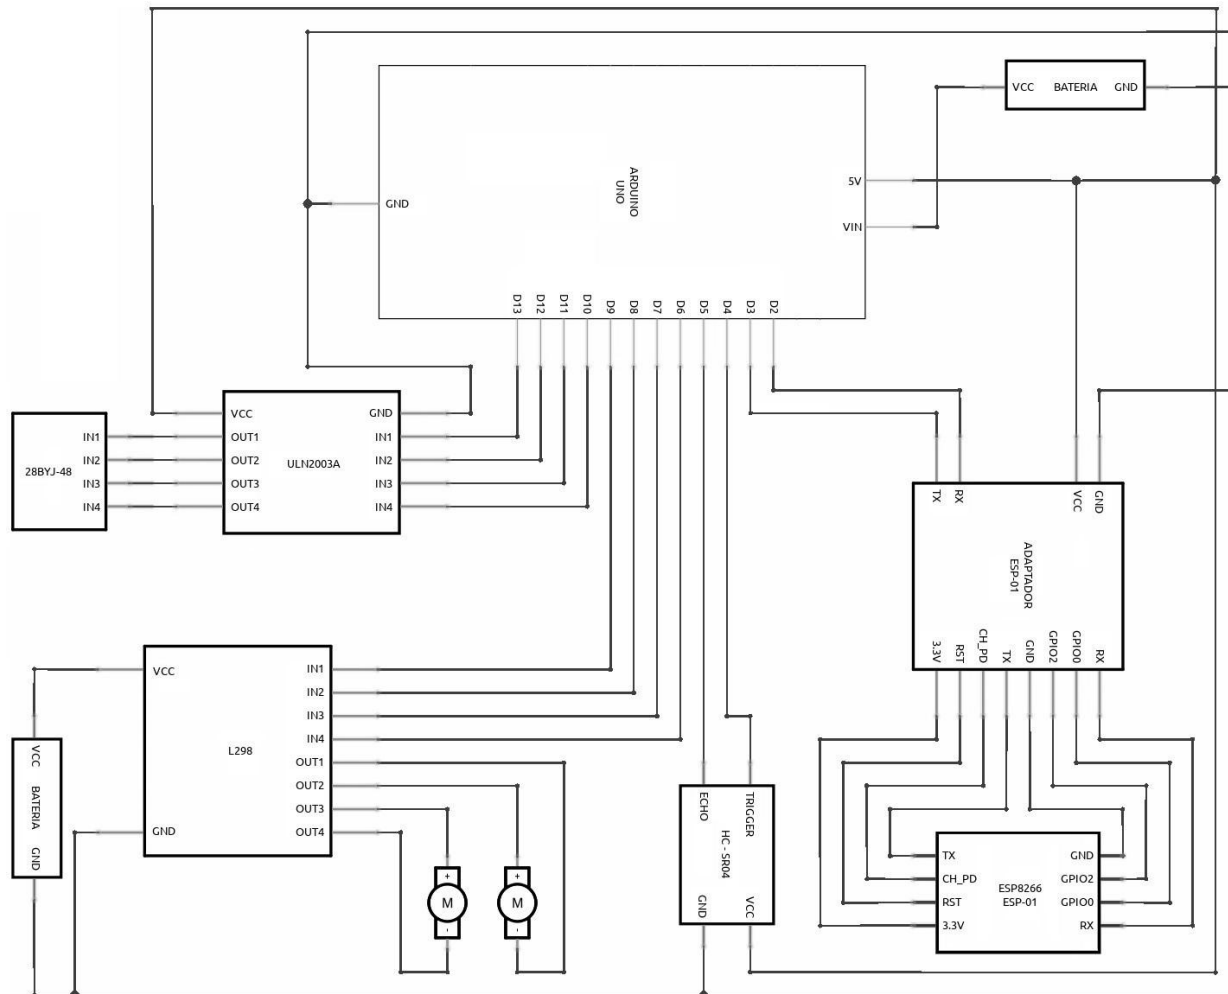 VCC BATERIA GND
ARDUINO
UNO
5V
VIN
GND
D13
D12
D11
D10
D9
D8
D7
D6
D5
D4
D3
D2
28BYJ-48
IN1
IN2
IN3
IN4
VCC
OUT1
OUT2
OUT3
OUT4
ULN2003A
GND
IN1
IN2
IN3
IN4
TX
RX
VCC
GND
ADAPTADOR
ESP-01
3.3V
RST
CH_PD
TX
GND
GPIO2
GPIO0
RX
VCC
GND
L298
IN1
IN2
IN3
IN4
OUT1
OUT2
OUT3
OUT4
VCC BATERIA GND
+
M
-
+
M
-
ECHO
TRIGGER
HC - SR04
GND
VCC
TX
CH_PD
RST
3.3V
ESP8266
ESP-01
GND
GPIO2
GPIO0
RX